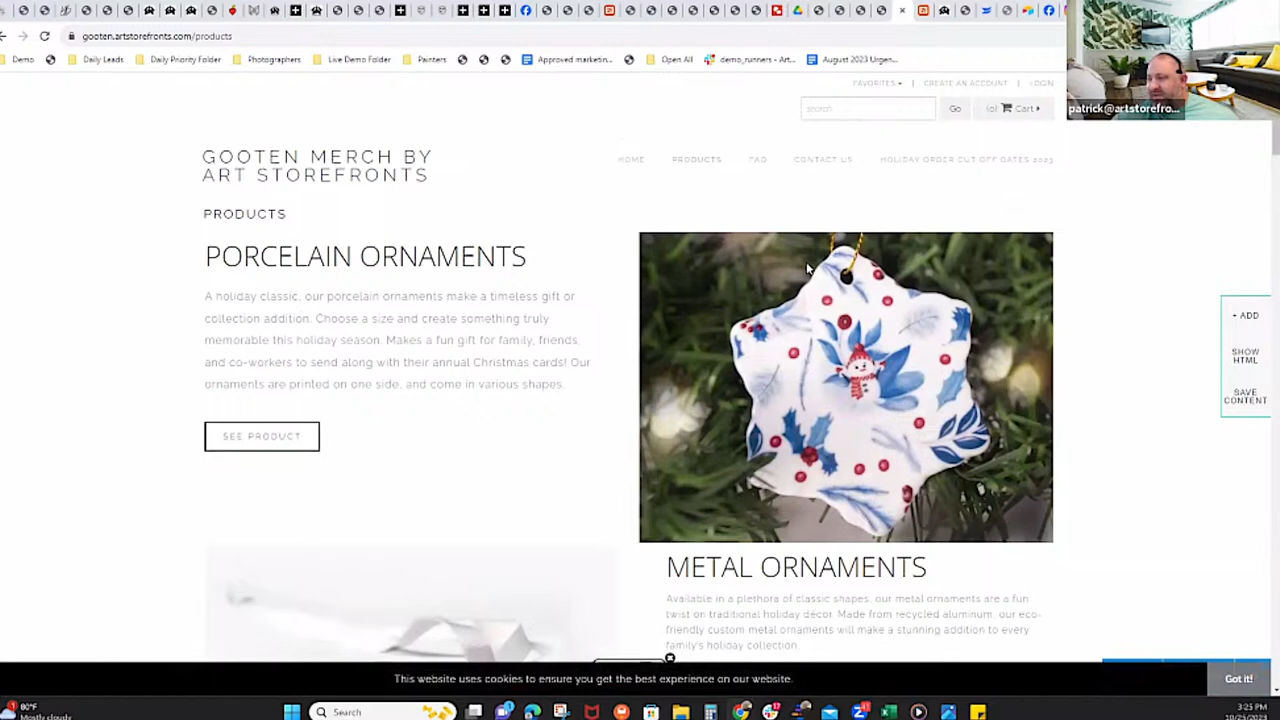 gooten.artstorefronts.com/products
Demo
Daily Leads
Daily Priority Folder
Photographers
Live Demo Folder
Painters
Approved marketin...
Open All
demo_runners - Art...
August 2023 Urgen...
patrick@artstorefro...
FAVORITES
CREATE AN ACCOUNT
LOGIN
search
Go
(0) Cart
GOOTEN MERCH BY
ART STOREFRONTS
HOME
PRODUCTS
FAQ
CONTACT US
HOLIDAY ORDER CUT OFF DATES 2023
PRODUCTS
PORCELAIN ORNAMENTS
A holiday classic, our porcelain ornaments make a timeless gift or
collection addition. Choose a size and create something truly
memorable this holiday season. Makes a fun gift for family, friends,
and co-workers to send along with their annual Christmas cards! Our
ornaments are printed on one side, and come in various shapes.
SEE PRODUCT
+ ADD
SHOW
HTML
SAVE
CONTENT
METAL ORNAMENTS
Available in a plethora of classic shapes, our metal ornaments are a fun
twist on traditional holiday décor. Made from recycled aluminum, our eco-
friendly custom metal ornaments will make a stunning addition to every
family's holiday collection.
This website uses cookies to ensure you get the best experience on our website.
Got it!
80°F
Mostly cloudy
Search
3:25 PM
10/25/2023